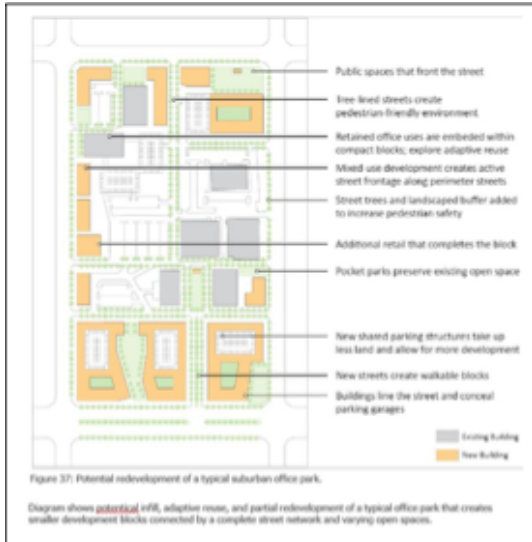 Public spaces that front the street
Tree lined streets create
pedestrian-friendly environment
Retained office uses are embeded within
compact blocks; explore adaptive reuse
Mixed use development creates active
street frontage along perimeter streets
Street trees and landscaped buffer added
to increase pedestrian safety
Additional retail that completes the block
Pocket parks preserve existing open space
New shared parking structures take up
less land and allow for more development
New streets create walkable blocks
Buildings line the street and conceal
parking garages
Existing Building
New Building
Figure 37: Potential redevelopment of a typical suburban office park.
Diagram shows potentical infill, adaptive reuse, and partial redevelopment of a typical office park that creates
smaller development blocks connected by a complete street network and varying open spaces.